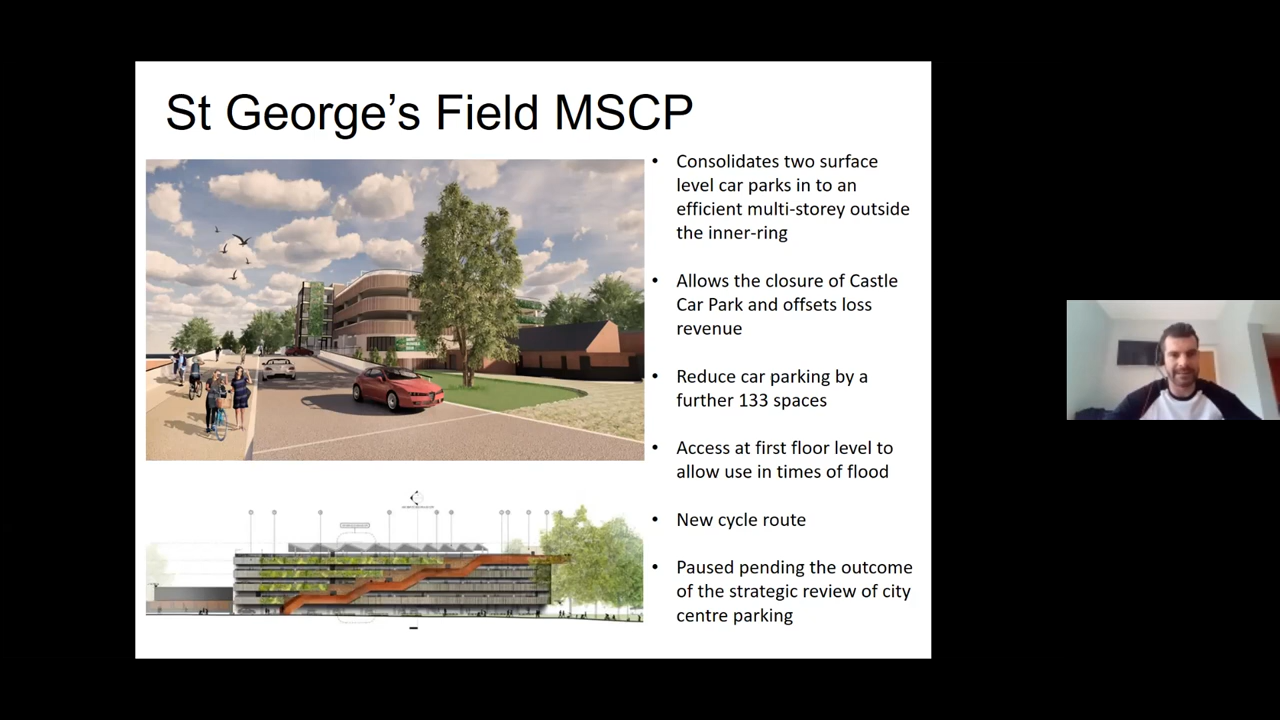 St George's Field MSCP
• Consolidates two surface
level car parks in to an
efficient multi-storey outside
the inner-ring
• Allows the closure of Castle
Car Park and offsets loss
revenue
• Reduce car parking by a
further 133 spaces
• Access at first floor level to
allow use in times of flood
• New cycle route
• Paused pending the outcome
of the strategic review of city
centre parking